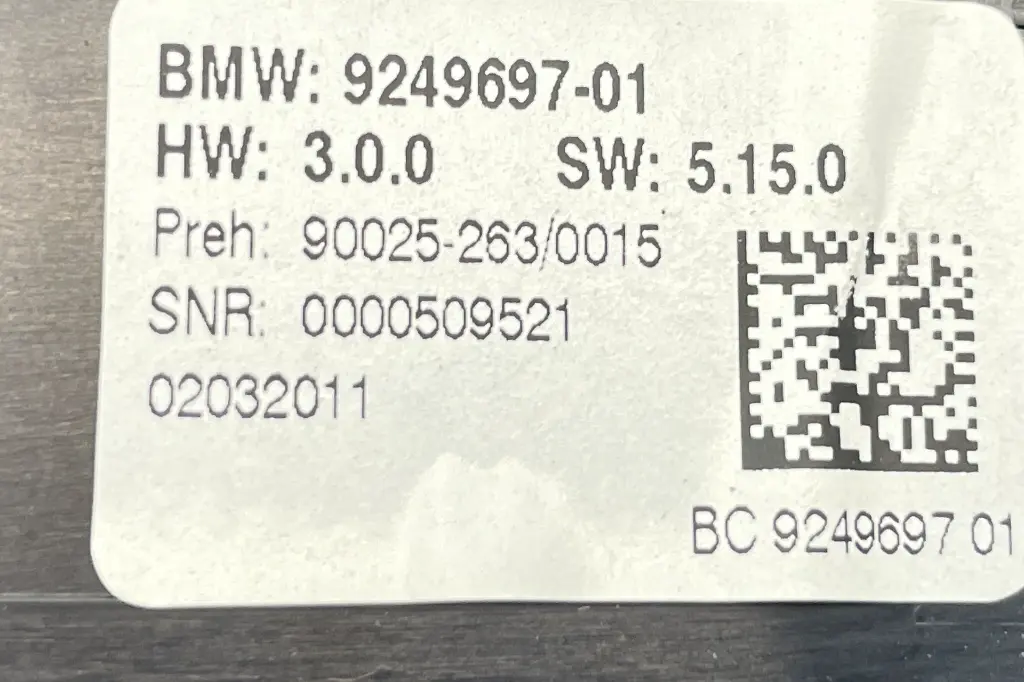 BMW: 9249697-01
HW: 3.0.0 SW: 5.15.0
Preh: 90025-263/0015
SNR: 0000509521
02032011
BC 9249697 01